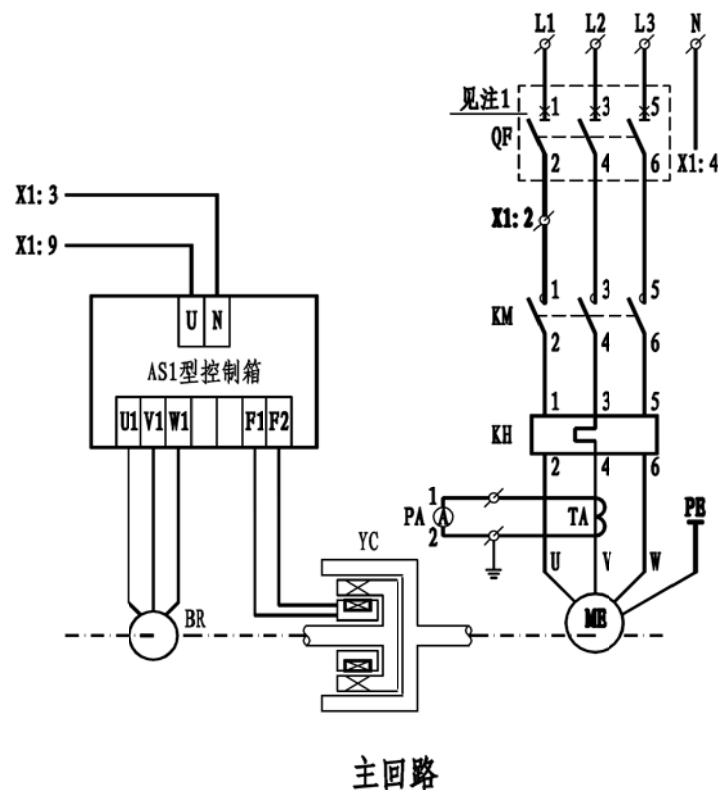 L1 L2 L3 N
见注1
1 3 5
QF
2 4 6
X1:4
X1:3
X1:2
X1:9
1 3 5
U N
KM
2 4 6
AS1型控制箱
1 3 5
U1 V1 W1 F1 F2
KH
2 4 6
1
PA A TA PE
2
YC
U V W
BR
ME
主回路